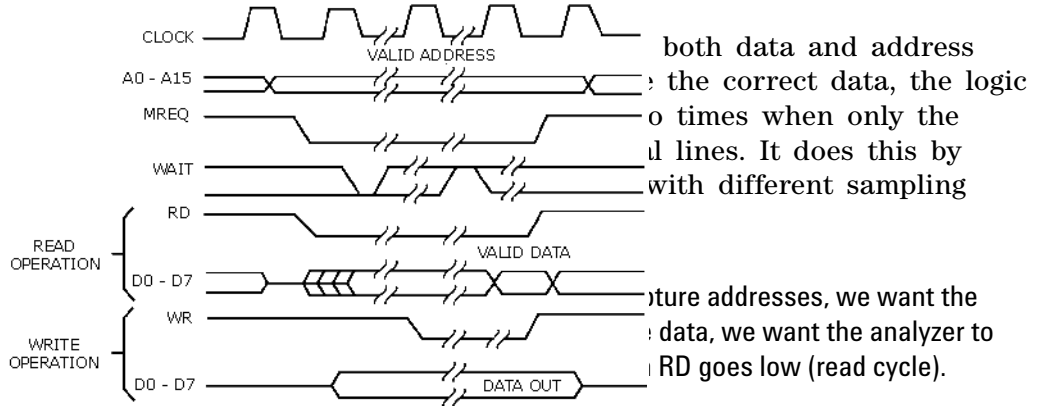 CLOCK
VALID ADDRESS
both data and address
A0 - A15
the correct data, the logic
MREQ
o times when only the
WAIT
l lines. It does this by
with different sampling
RD
READ
OPERATION
VALID DATA
D0 - D7
pture addresses, we want the
WR
data, we want the analyzer to
WRITE
OPERATION
RD goes low (read cycle).
D0 - D7
DATA OUT